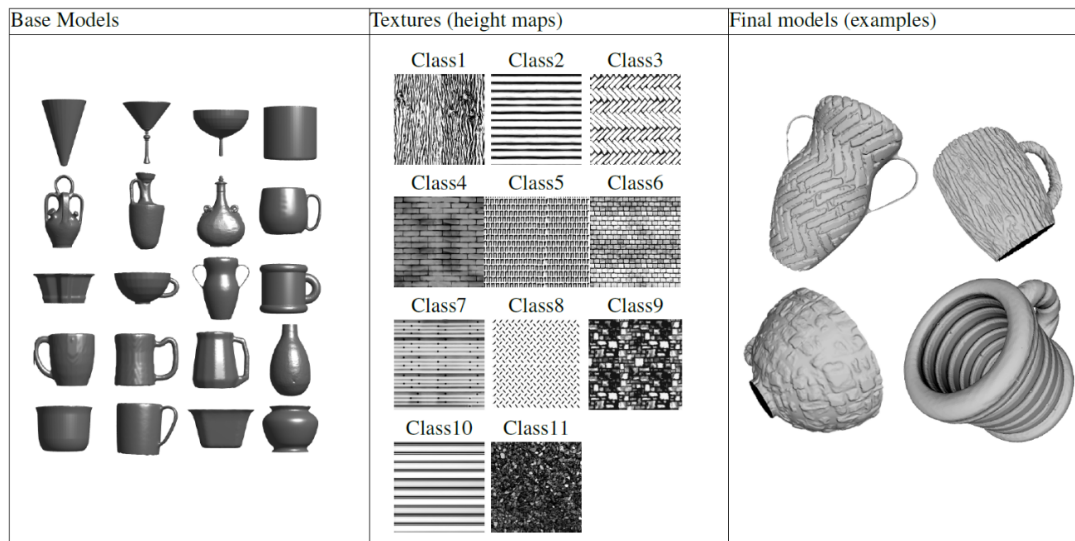 Base Models
Textures (height maps)
Final models (examples)
Class1
Class2
Class3
Class4
Class5
Class6
Class7
Class8
Class9
Class10
Class11